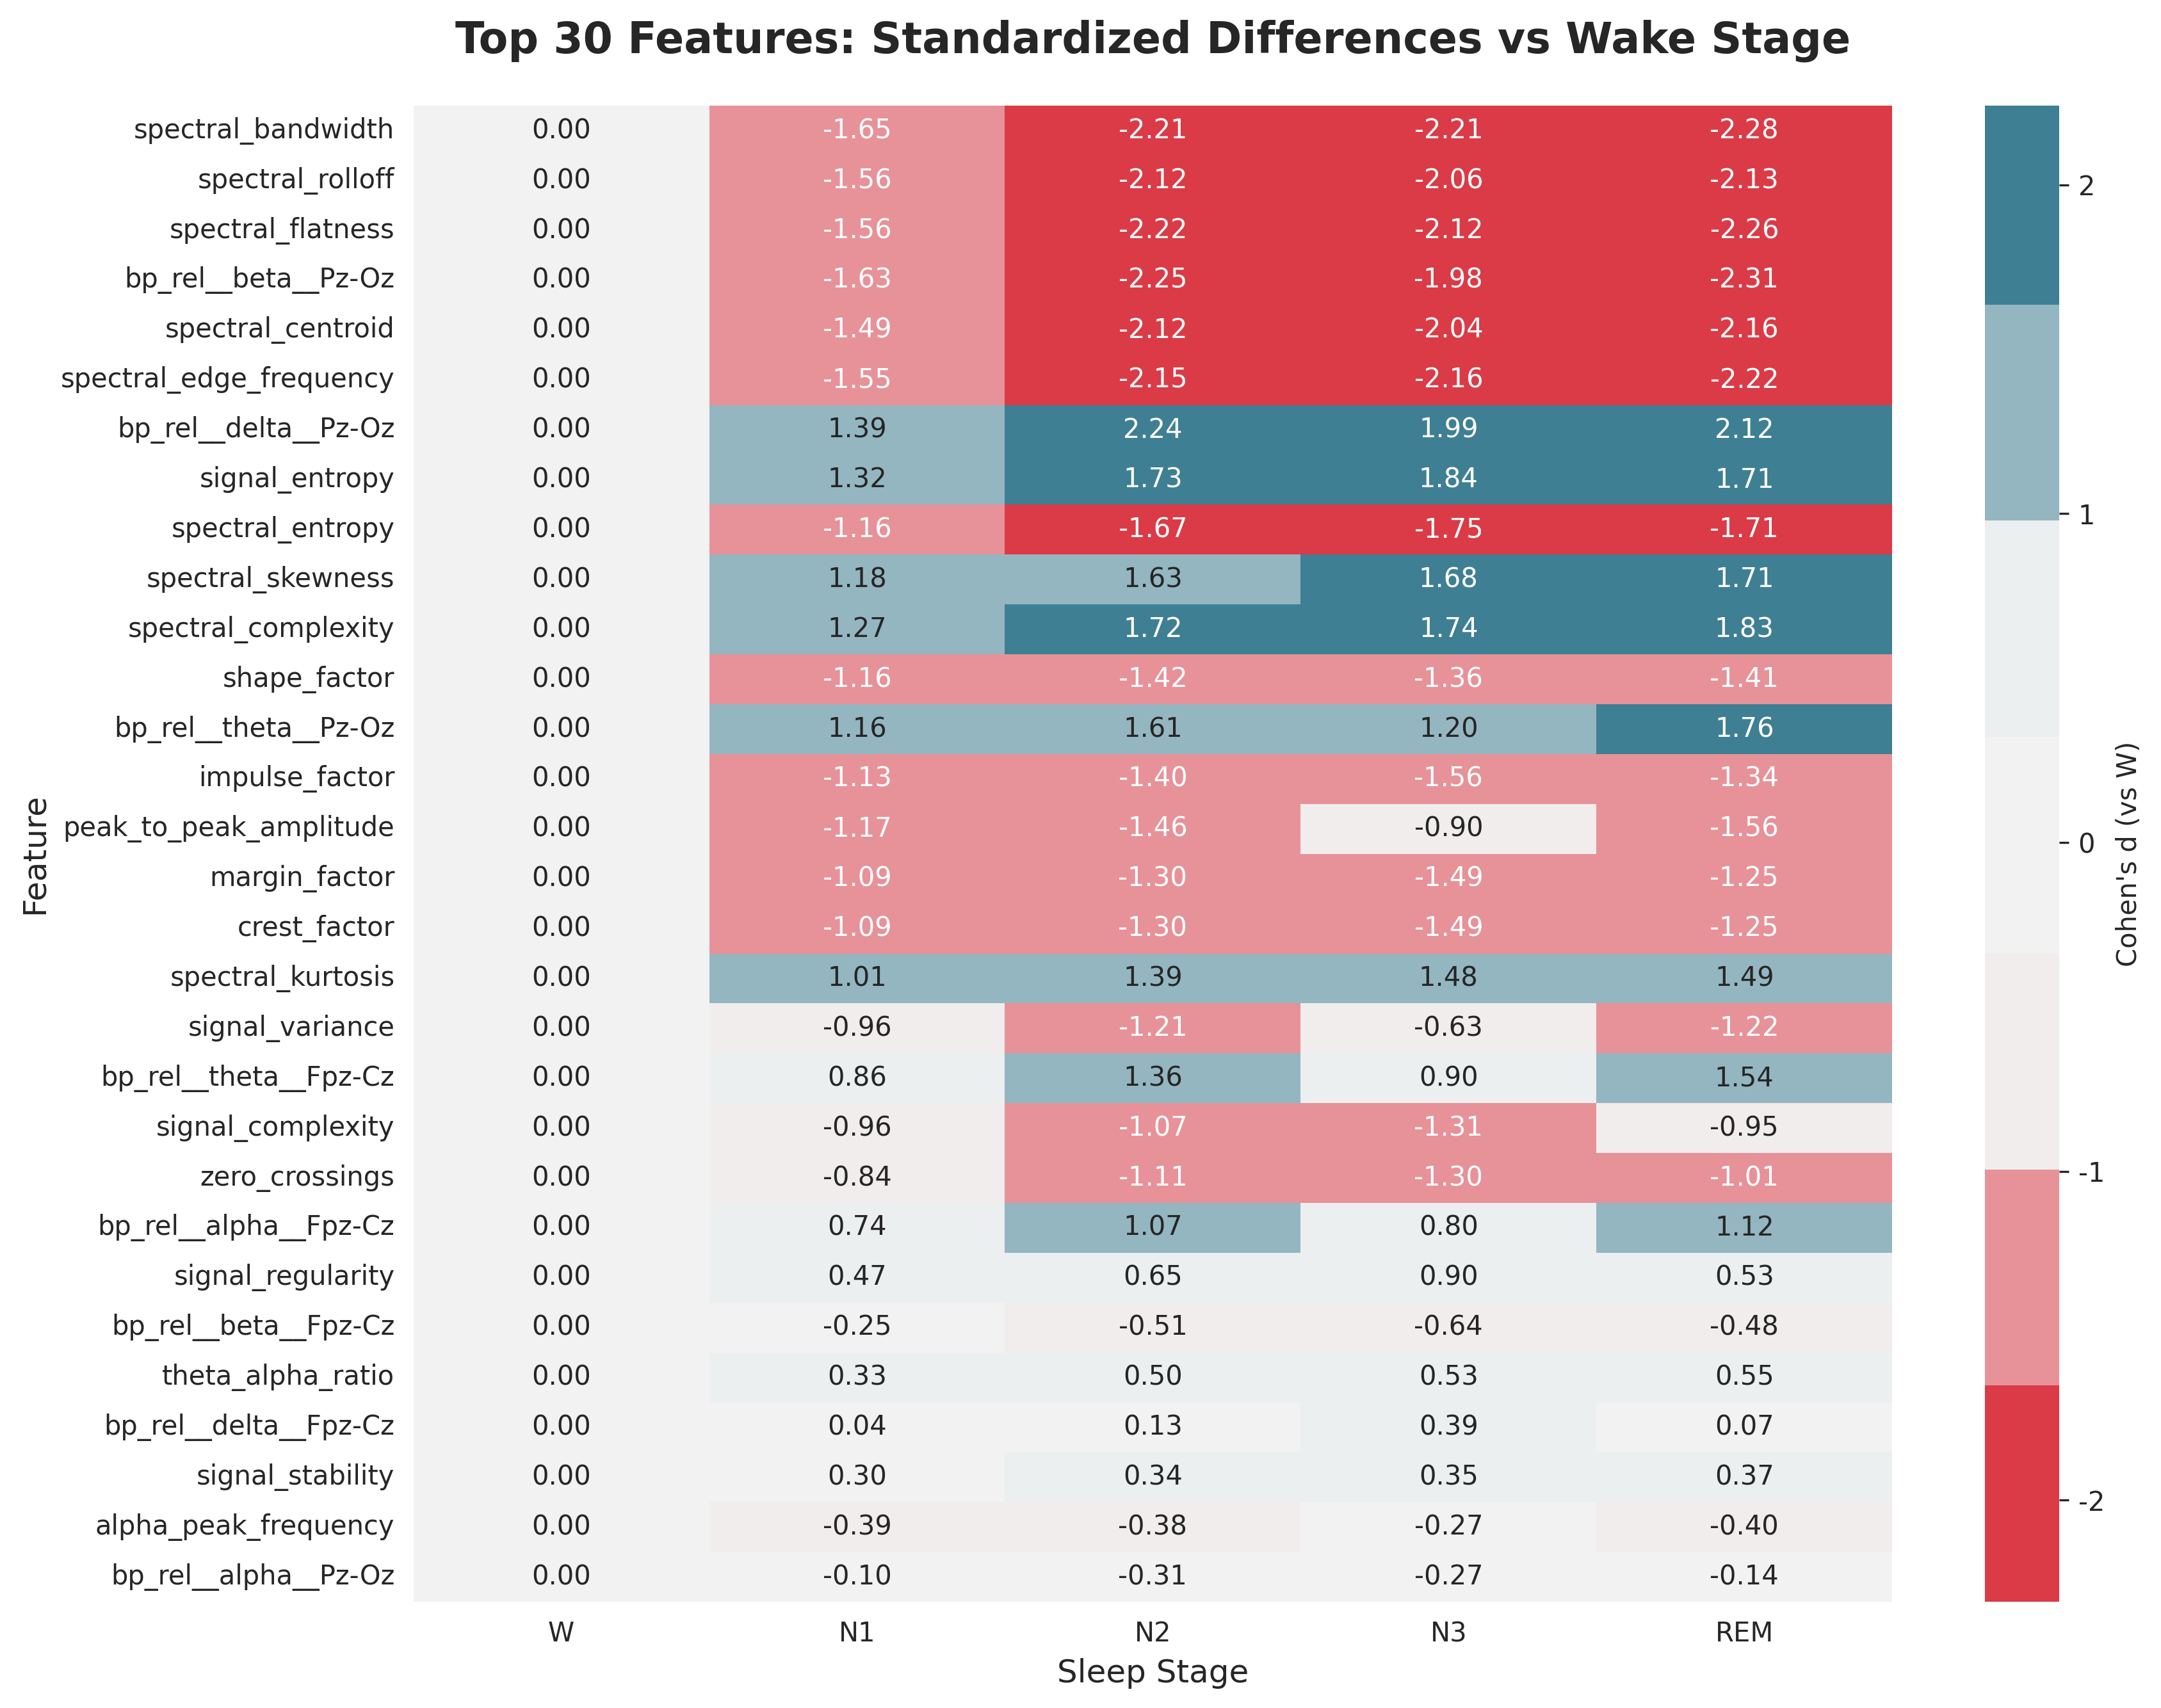 Top 30 Features: Standardized Differences vs Wake Stage
spectral_bandwidth 0.00 -1.65 -2.21 -2.21 -2.28
spectral_rolloff 0.00 -1.56 -2.12 -2.06 -2.13
spectral_flatness 0.00 -1.56 -2.22 -2.12 -2.26
bp_rel__beta__Pz-Oz 0.00 -1.63 -2.25 -1.98 -2.31
spectral_centroid 0.00 -1.49 -2.12 -2.04 -2.16
spectral_edge_frequency 0.00 -1.55 -2.15 -2.16 -2.22
bp_rel__delta__Pz-Oz 0.00 1.39 2.24 1.99 2.12
signal_entropy 0.00 1.32 1.73 1.84 1.71
spectral_entropy 0.00 -1.16 -1.67 -1.75 -1.71
spectral_skewness 0.00 1.18 1.63 1.68 1.71
spectral_complexity 0.00 1.27 1.72 1.74 1.83
shape_factor 0.00 -1.16 -1.42 -1.36 -1.41
bp_rel__theta__Pz-Oz 0.00 1.16 1.61 1.20 1.76
impulse_factor 0.00 -1.13 -1.40 -1.56 -1.34
peak_to_peak_amplitude 0.00 -1.17 -1.46 -0.90 -1.56
margin_factor 0.00 -1.09 -1.30 -1.49 -1.25
crest_factor 0.00 -1.09 -1.30 -1.49 -1.25
spectral_kurtosis 0.00 1.01 1.39 1.48 1.49
signal_variance 0.00 -0.96 -1.21 -0.63 -1.22
bp_rel__theta__Fpz-Cz 0.00 0.86 1.36 0.90 1.54
signal_complexity 0.00 -0.96 -1.07 -1.31 -0.95
zero_crossings 0.00 -0.84 -1.11 -1.30 -1.01
bp_rel__alpha__Fpz-Cz 0.00 0.74 1.07 0.80 1.12
signal_regularity 0.00 0.47 0.65 0.90 0.53
bp_rel__beta__Fpz-Cz 0.00 -0.25 -0.51 -0.64 -0.48
theta_alpha_ratio 0.00 0.33 0.50 0.53 0.55
bp_rel__delta__Fpz-Cz 0.00 0.04 0.13 0.39 0.07
signal_stability 0.00 0.30 0.34 0.35 0.37
alpha_peak_frequency 0.00 -0.39 -0.38 -0.27 -0.40
bp_rel__alpha__Pz-Oz 0.00 -0.10 -0.31 -0.27 -0.14
W N1 N2 N3 REM
Sleep Stage
Feature
2
1
0
-1
-2
Cohen's d (vs W)